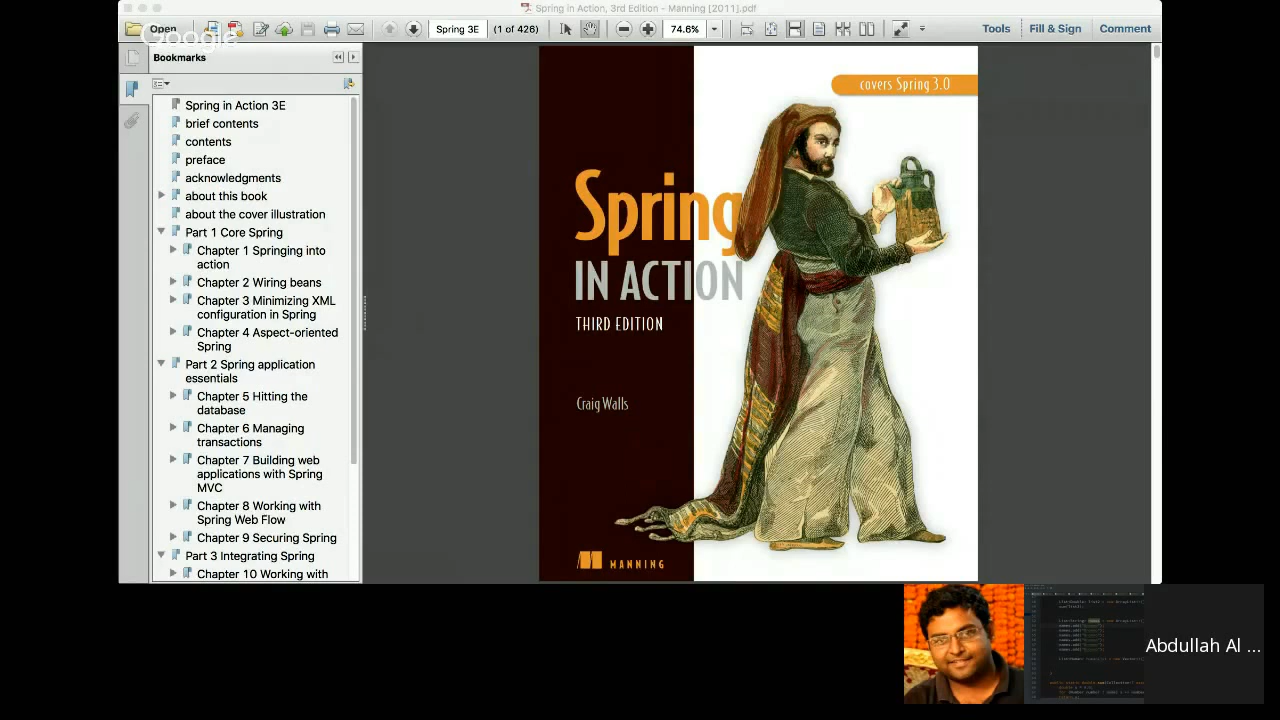 Spring in Action, 3rd Edition - Manning [2011].pdf
Open
Google
Spring 3E
(1 of 426)
74.6%
Tools
Fill & Sign
Comment
Bookmarks
Spring in Action 3E
brief contents
contents
preface
acknowledgments
about this book
about the cover illustration
Part 1 Core Spring
Chapter 1 Springing into
action
Chapter 2 Wiring beans
Chapter 3 Minimizing XML
configuration in Spring
Chapter 4 Aspect-oriented
Spring
Part 2 Spring application
essentials
Chapter 5 Hitting the
database
Chapter 6 Managing
transactions
Chapter 7 Building web
applications with Spring
MVC
Chapter 8 Working with
Spring Web Flow
Chapter 9 Securing Spring
Part 3 Integrating Spring
Chapter 10 Working with
covers Spring 3.0
Spring
IN ACTION
THIRD EDITION
Craig Walls
MANNING
Abdullah Al ...